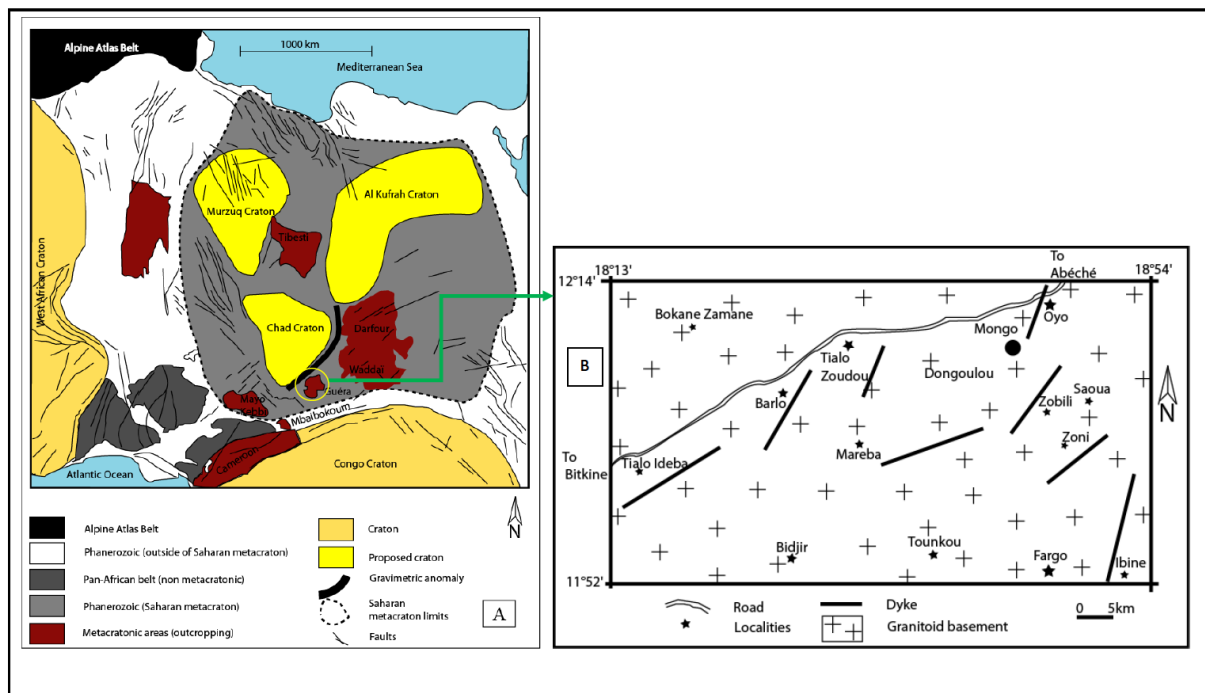 Alpine Atlas Belt
1000 km
Mediterranean Sea
West African Craton
Murzuq Craton
Al Kufrah Craton
Tibesti
Chad Craton
Darfour
Waddaï
Guéra
Mayo
Kebbi
Mbaïbokoum
Cameroon
Congo Craton
Atlantic Ocean
N
Alpine Atlas Belt
Phanerozoic (outside of Saharan metacraton)
Pan-African belt (non metacratonic)
Phanerozoic (Saharan metacraton)
Metacratonic areas (outcropping)
Craton
Proposed craton
Gravimetric anomaly
Saharan
metacraton limits
Faults
A
B
To
Abéché
18°13'
18°54'
12°14'
Bokane Zamane
Oyo
Mongo
Tialo
Zoudou
Dongoulou
Barlo
Saoua
Zobili
Zoni
Mareba
To
Bitkine
Tialo Ideba
Bidjir
Tounkou
Fargo
Ibine
11°52'
N
Road
Localities
Dyke
Granitoid basement
0 5km